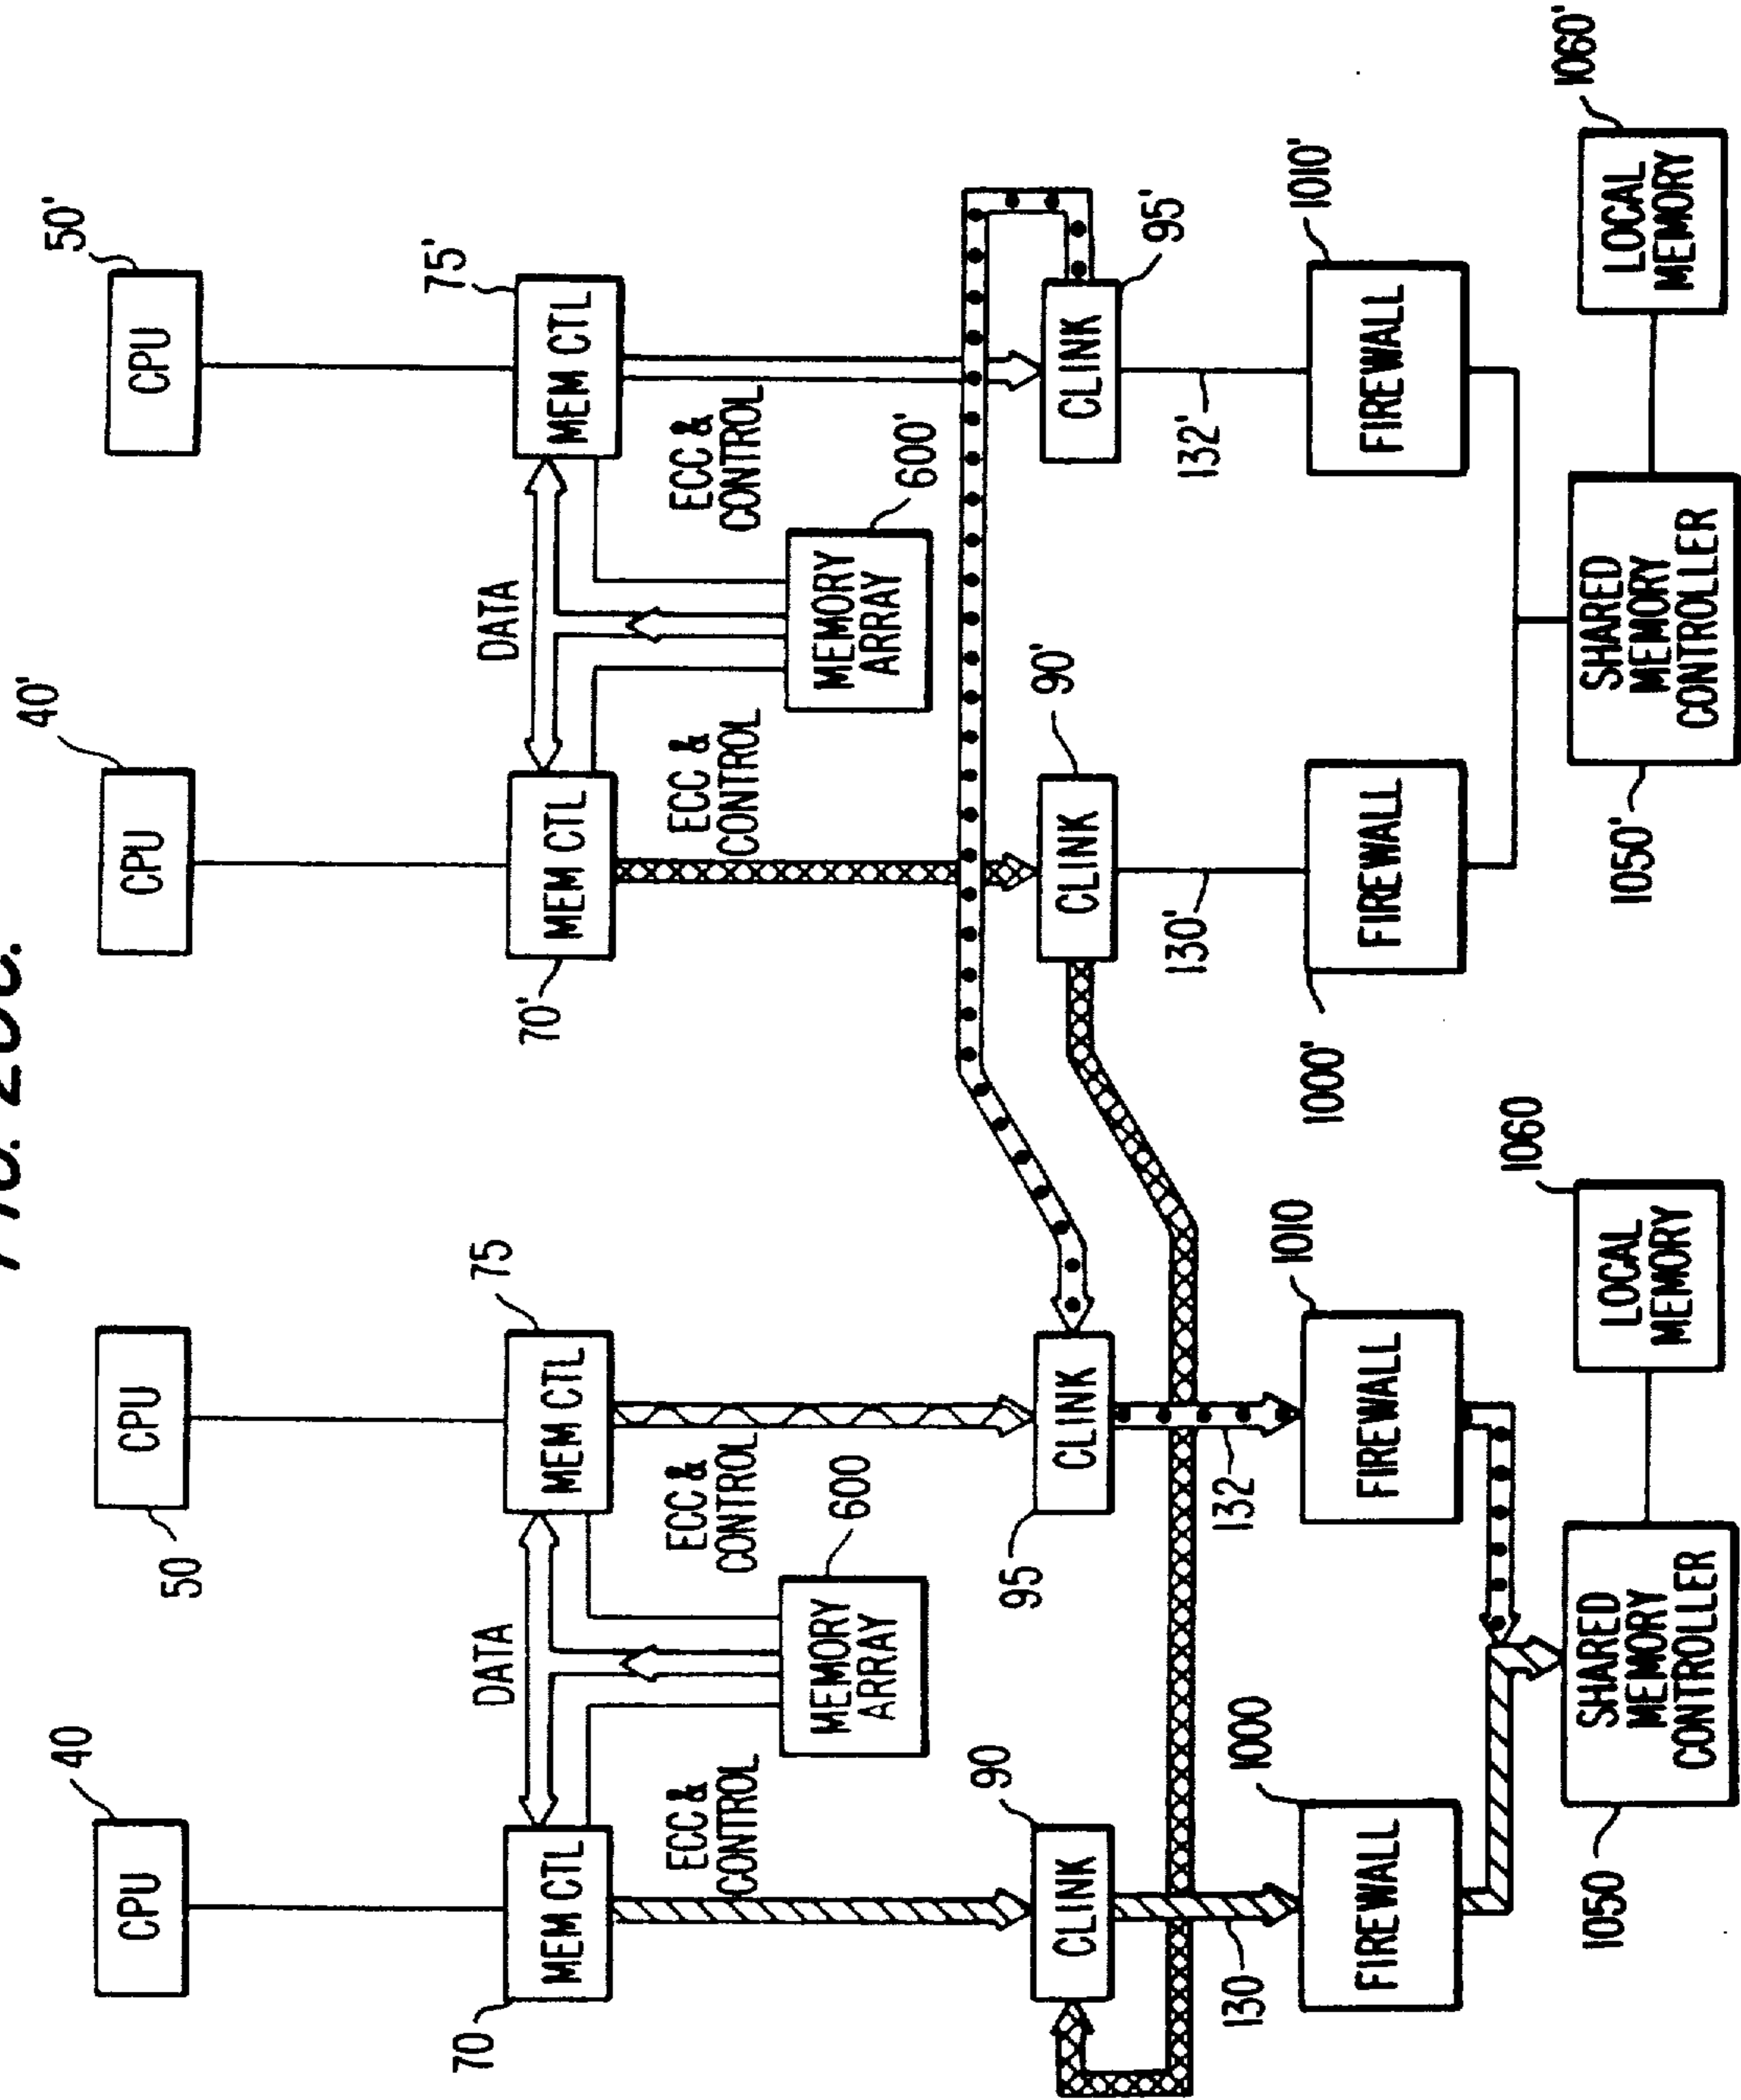 FIG. 20C.
40
CPU
50
CPU
40'
CPU
50'
CPU
70
MEM CTL
DATA
75
MEM CTL
70'
MEM CTL
DATA
75'
MEM CTL
ECC &
CONTROL
ECC &
CONTROL
ECC &
CONTROL
ECC &
CONTROL
600
MEMORY
ARRAY
600'
MEMORY
ARRAY
90
CLINK
95
CLINK
90'
CLINK
95'
CLINK
130
132
130'
132'
1000
FIREWALL
1010
FIREWALL
1000'
FIREWALL
1010'
FIREWALL
1050
SHARED
MEMORY
CONTROLLER
1060
LOCAL
MEMORY
1050'
SHARED
MEMORY
CONTROLLER
1060'
LOCAL
MEMORY